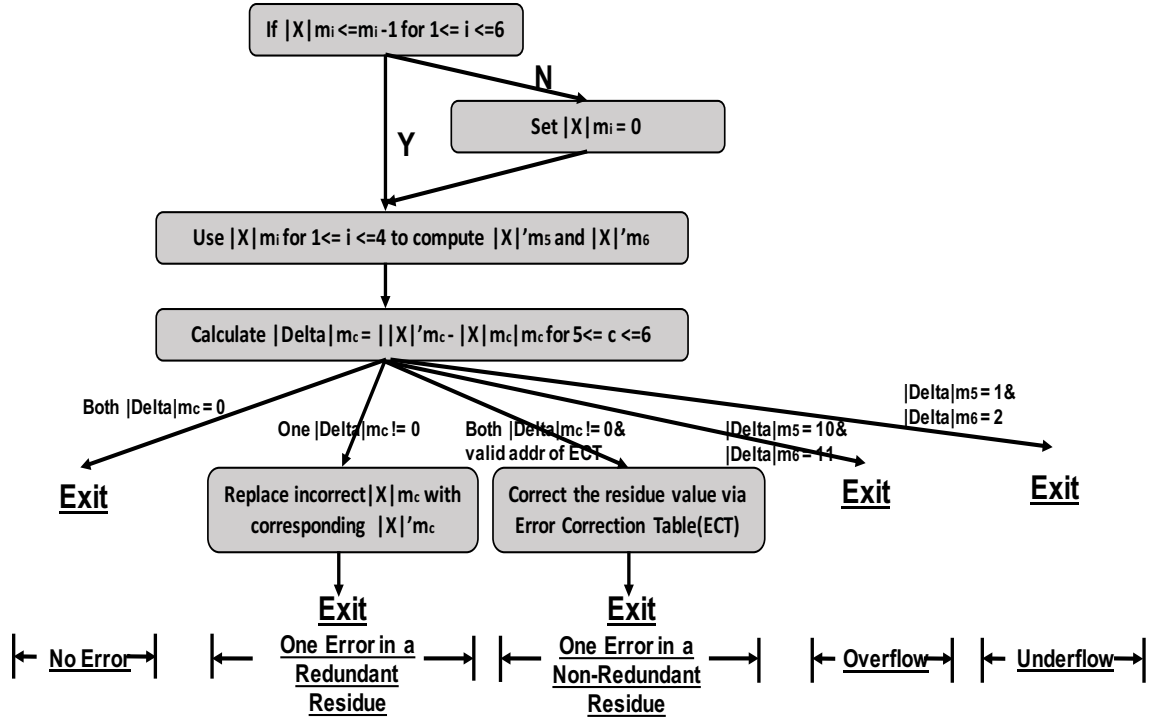 If |X|mi <=mi -1 for 1<= i <=6
N
Set |X|mi = 0
Y
Use |X|mi for 1<= i <=4 to compute |X|'m5 and |X|'m6
Calculate |Delta|mc = ||X|'mc - |X|mc|mc for 5<= c <=6
Both |Delta|mc = 0
One |Delta|mc != 0
Both |Delta|mc != 0&
valid addr of ECT
|Delta|m5 = 10&
|Delta|m6 = 11
|Delta|m5 = 1&
|Delta|m6 = 2
Exit
Replace incorrect |X|mc with
corresponding |X|'mc
Correct the residue value via
Error Correction Table(ECT)
Exit
Exit
Exit
Exit
No Error
One Error in a
Redundant
Residue
One Error in a
Non-Redundant
Residue
Overflow
Underflow